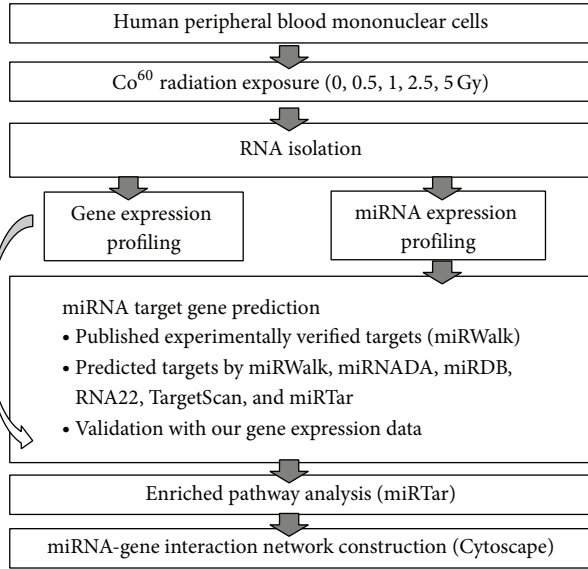 Human peripheral blood mononuclear cells
Co⁶⁰ radiation exposure (0, 0.5, 1, 2.5, 5 Gy)
RNA isolation
Gene expression
profiling
miRNA expression
profiling
miRNA target gene prediction
• Published experimentally verified targets (miRWalk)
• Predicted targets by miRWalk, miRNADA, miRDB,
RNA22, TargetScan, and miRTar
• Validation with our gene expression data
Enriched pathway analysis (miRTar)
miRNA-gene interaction network construction (Cytoscape)